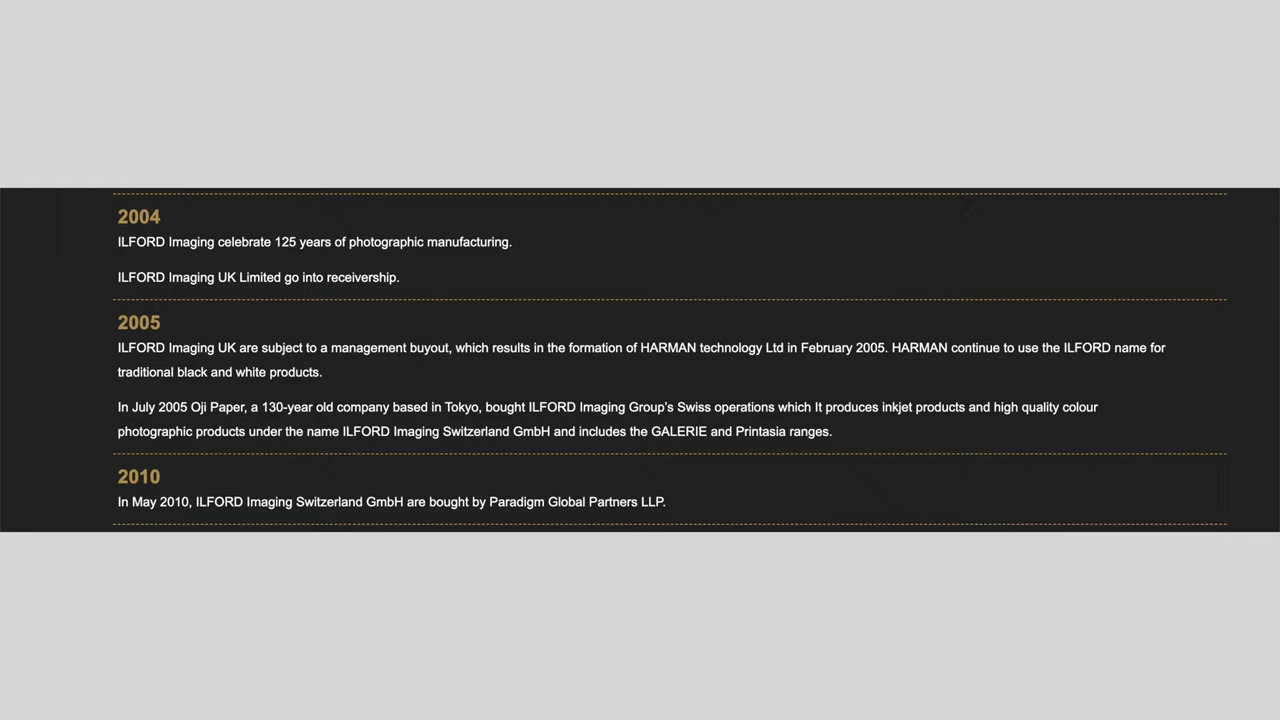 2004
ILFORD Imaging celebrate 125 years of photographic manufacturing.
ILFORD Imaging UK Limited go into receivership.
2005
ILFORD Imaging UK are subject to a management buyout, which results in the formation of HARMAN technology Ltd in February 2005. HARMAN continue to use the ILFORD name for
traditional black and white products.
In July 2005 Oji Paper, a 130-year old company based in Tokyo, bought ILFORD Imaging Group's Swiss operations which It produces inkjet products and high quality colour
photographic products under the name ILFORD Imaging Switzerland GmbH and includes the GALERIE and Printasia ranges.
2010
In May 2010, ILFORD Imaging Switzerland GmbH are bought by Paradigm Global Partners LLP.